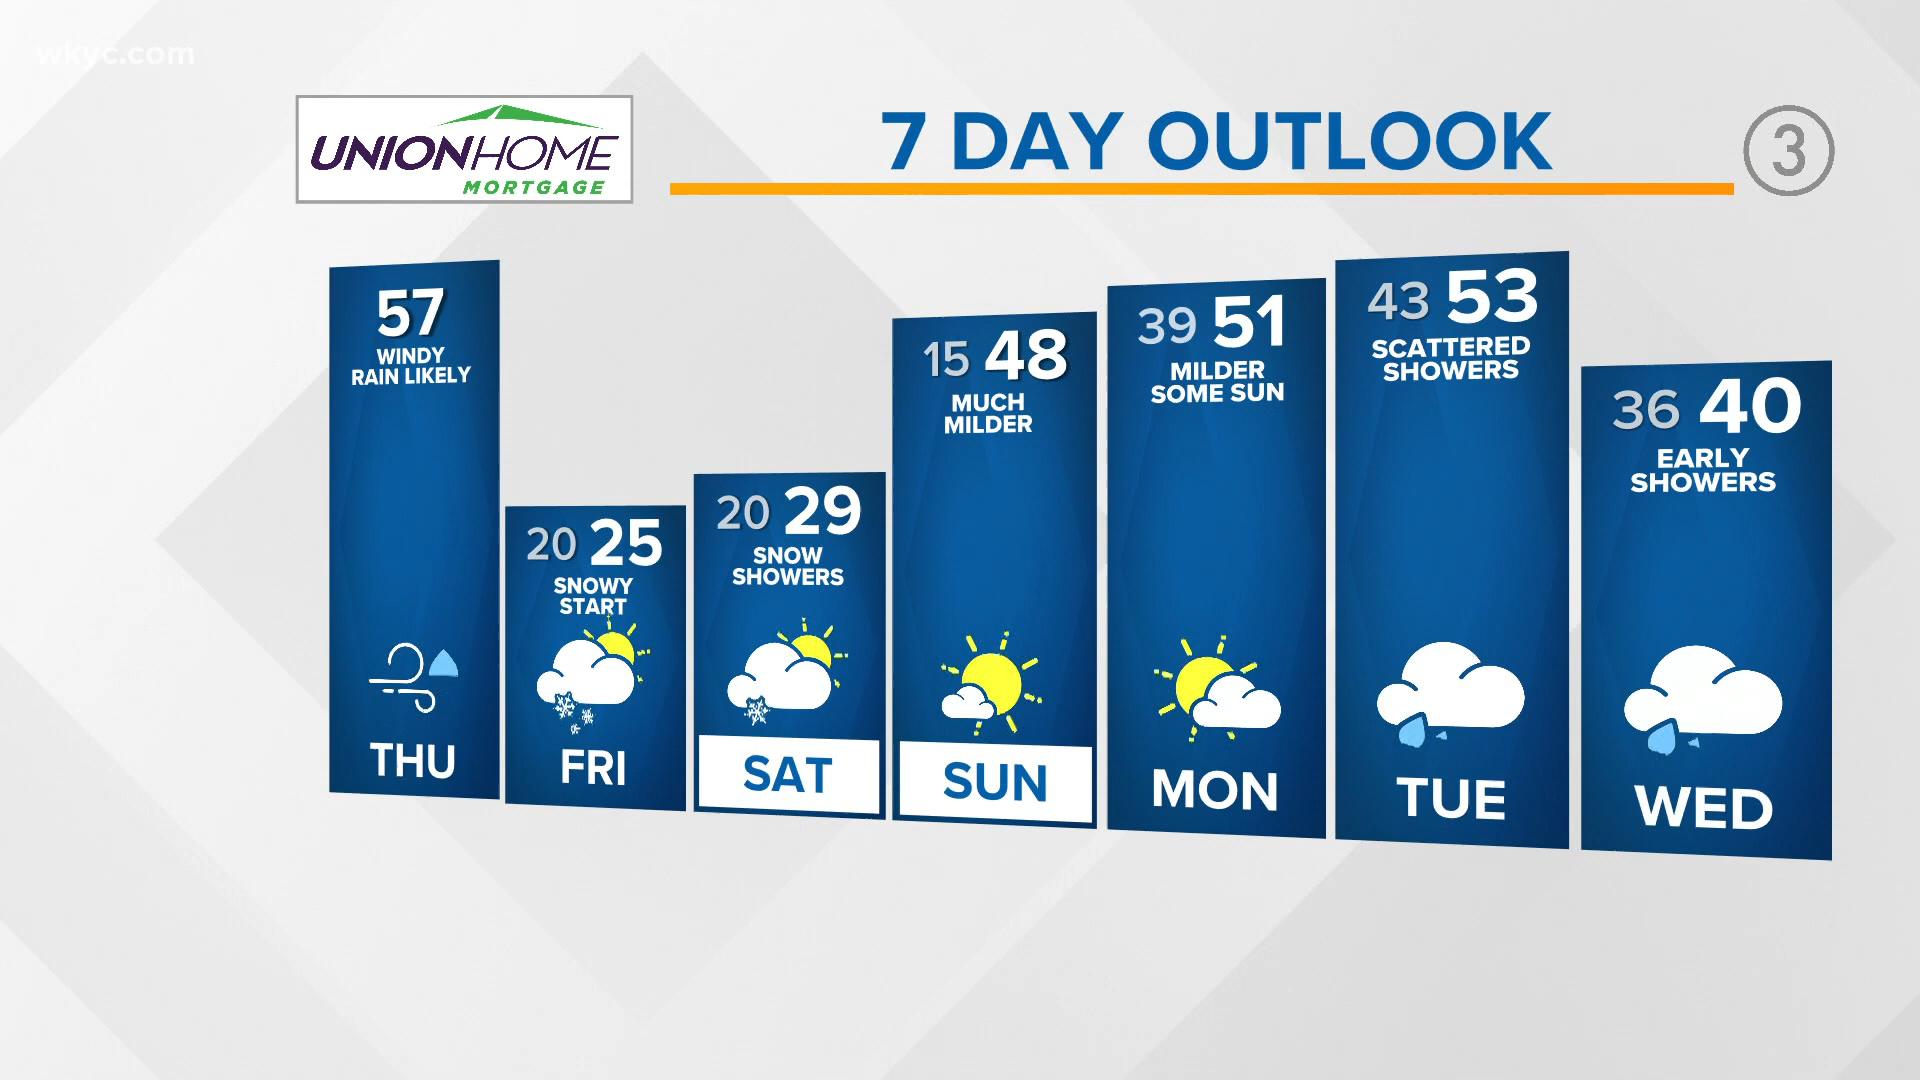 wkyc.com
UNIONHOME
MORTGAGE
7 DAY OUTLOOK
3
57
WINDY
RAIN LIKELY
THU
20 25
SNOWY
START
FRI
20 29
SNOW
SHOWERS
SAT
15 48
MUCH
MILDER
SUN
39 51
MILDER
SOME SUN
MON
43 53
SCATTERED
SHOWERS
TUE
36 40
EARLY
SHOWERS
WED